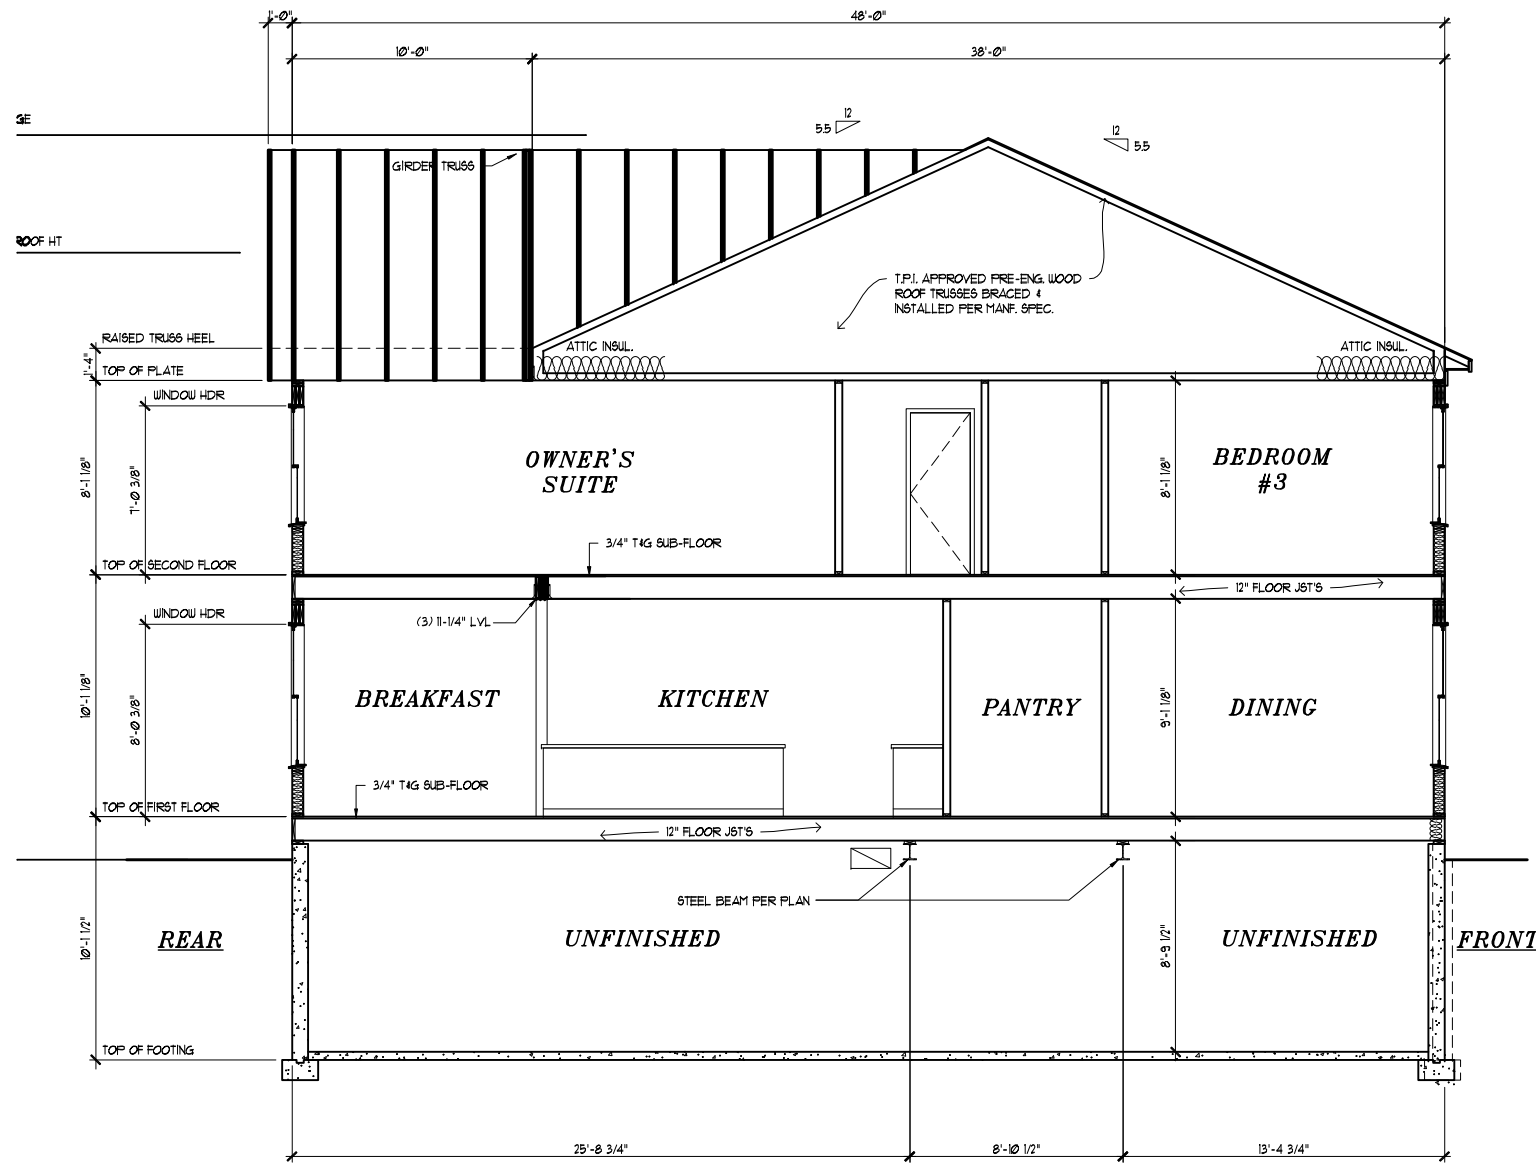 1'-0"
48'-0"
10'-0"
38'-0"
12
5.5
12
5.5
GIRDER TRUSS
ROOF HT
T.P.I. APPROVED PRE-ENG. WOOD
ROOF TRUSSES BRACED &
INSTALLED PER MANF. SPEC.
RAISED TRUSS HEEL
1'-4"
ATTIC INSUL.
ATTIC INSUL.
TOP OF PLATE
WINDOW HDR
OWNER'S
SUITE
BEDROOM
#3
8'-1 1/8"
7'-0 3/8"
8'-1 1/8"
3/4" T&G SUB-FLOOR
TOP OF SECOND FLOOR
12" FLOOR JST'S
WINDOW HDR
(3) 11-1/4" LVL
10'-1 1/8"
8'-0 3/8"
BREAKFAST
KITCHEN
PANTRY
9'-1 1/8"
DINING
3/4" T&G SUB-FLOOR
TOP OF FIRST FLOOR
12" FLOOR JST'S
STEEL BEAM PER PLAN
10'-1 1/2"
REAR
UNFINISHED
8'-9 1/2"
UNFINISHED
FRONT
TOP OF FOOTING
25'-8 3/4"
8'-10 1/2"
13'-4 3/4"